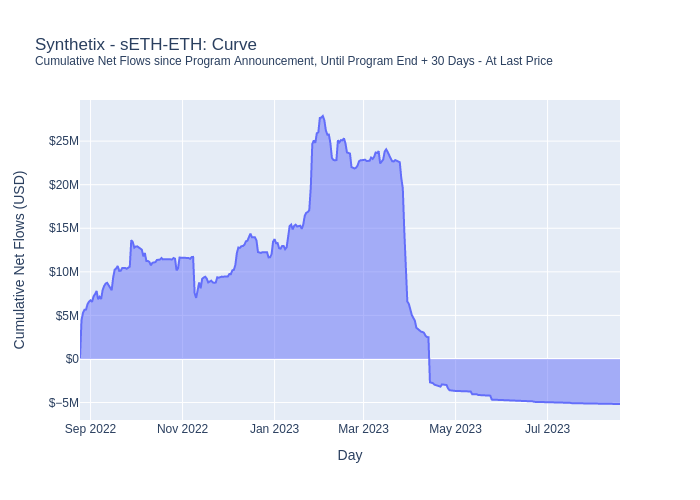 Synthetix - sETH-ETH: Curve
Cumulative Net Flows since Program Announcement, Until Program End + 30 Days - At Last Price
Cumulative Net Flows (USD)
$25M
$20M
$15M
$10M
$5M
$0
$−5M
Sep 2022 Nov 2022 Jan 2023 Mar 2023 May 2023 Jul 2023
Day